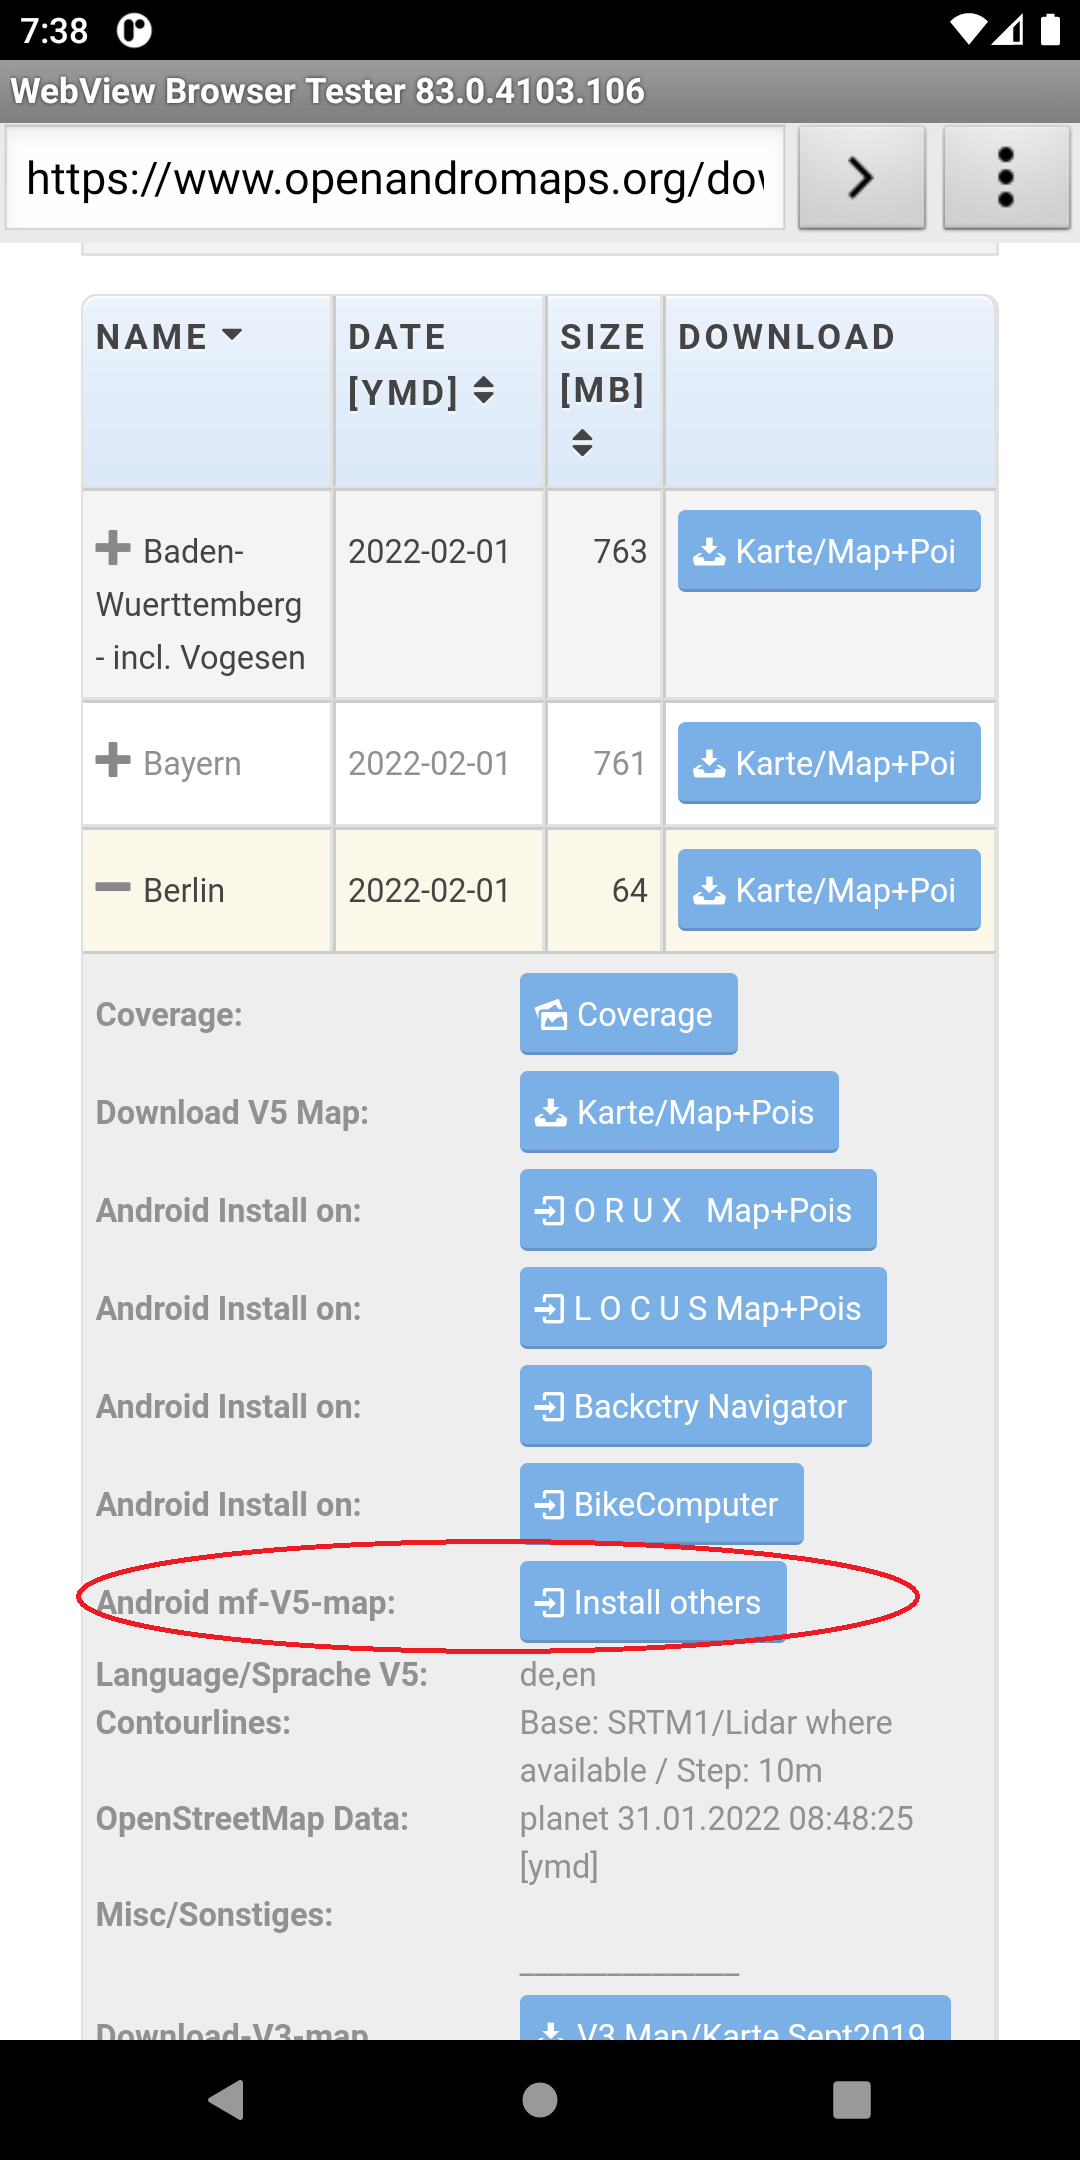 7:38
WebView Browser Tester 83.0.4103.106
https://www.openandromaps.org/dov
NAME
DATE
[YMD]
SIZE
[MB]
DOWNLOAD
Baden-
Wuerttemberg
- incl. Vogesen
2022-02-01
763
Karte/Map+Poi
Bayern
2022-02-01
761
Karte/Map+Poi
Berlin
2022-02-01
64
Karte/Map+Poi
Coverage:
Coverage
Download V5 Map:
Karte/Map+Pois
Android Install on:
O R U X Map+Pois
Android Install on:
L O C U S Map+Pois
Android Install on:
Backctry Navigator
Android Install on:
BikeComputer
Android mf-V5-map:
Install others
Language/Sprache V5:
de,en
Contourlines:
Base: SRTM1/Lidar where
available / Step: 10m
OpenStreetMap Data:
planet 31.01.2022 08:48:25
[ymd]
Misc/Sonstiges:
Download-V3-map
V3 Map/Karte Sept2019